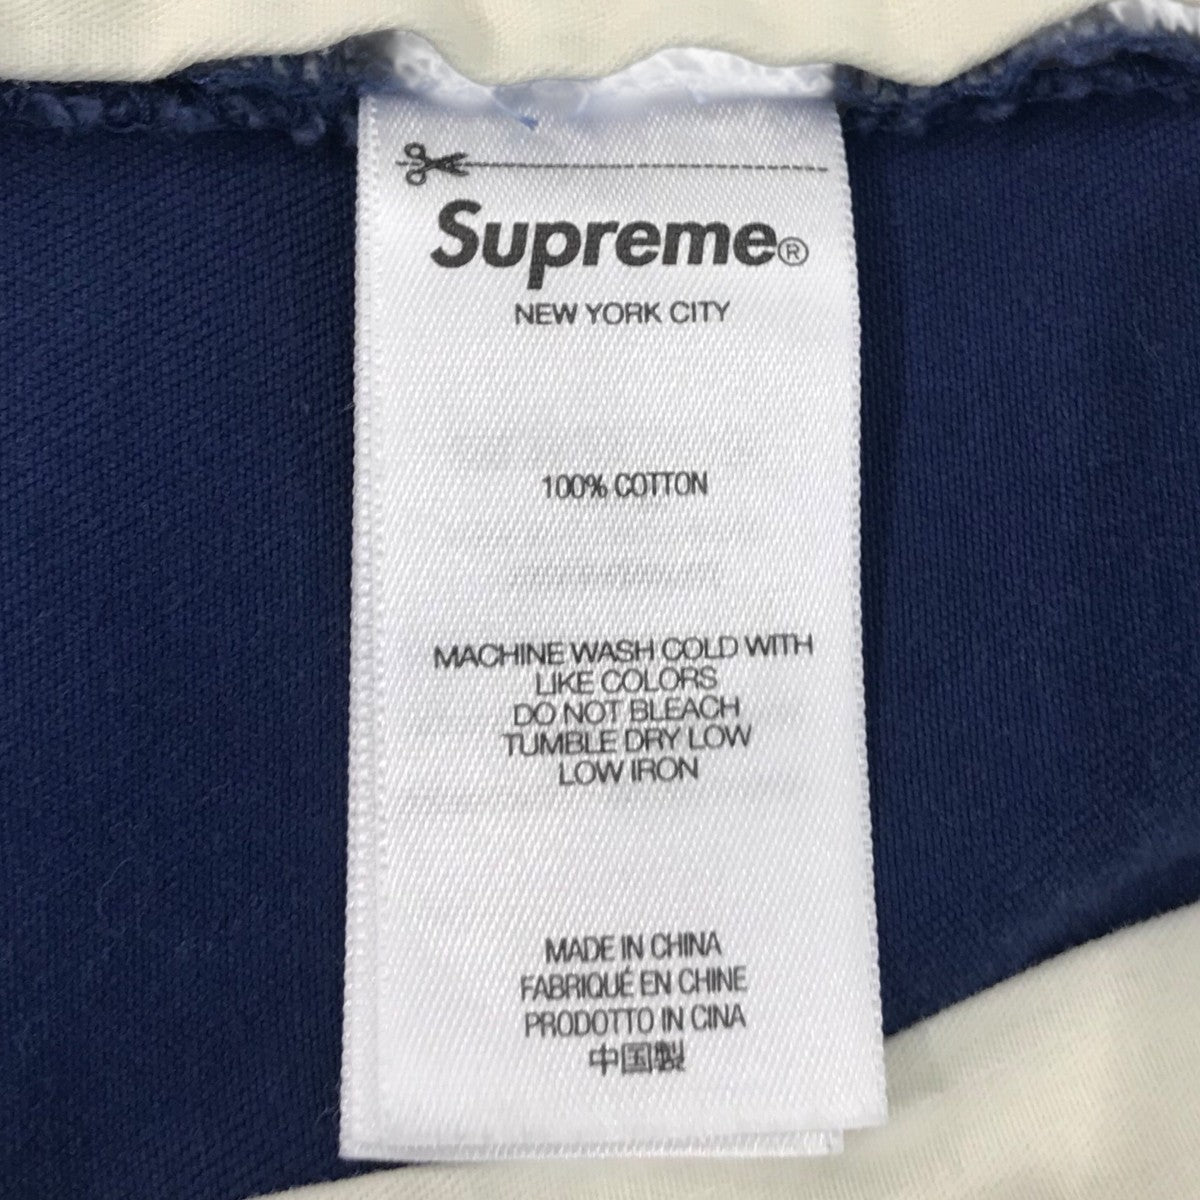 Supreme®
NEW YORK CITY
100% COTTON
MACHINE WASH COLD WITH
LIKE COLORS
DO NOT BLEACH
TUMBLE DRY LOW
LOW IRON
MADE IN CHINA
FABRIQUÉ EN CHINE
PRODOTTO IN CINA
中国製